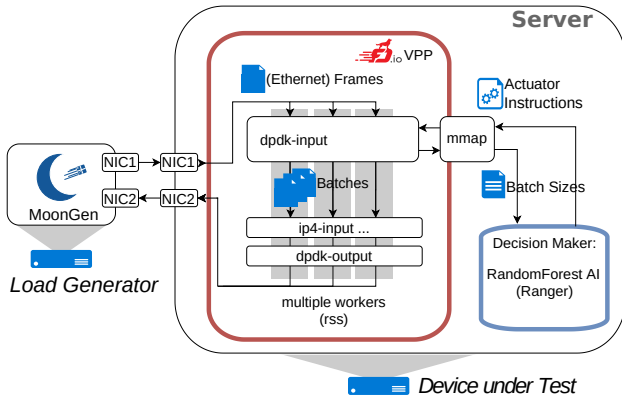 Server
.io VPP
(Ethernet) Frames
Actuator
Instructions
dpdk-input
mmap
NIC1
NIC1
MoonGen
NIC2
NIC2
Batches
Batch Sizes
ip4-input ...
dpdk-output
Decision Maker:
RandomForest AI
(Ranger)
Load Generator
multiple workers
(rss)
Device under Test